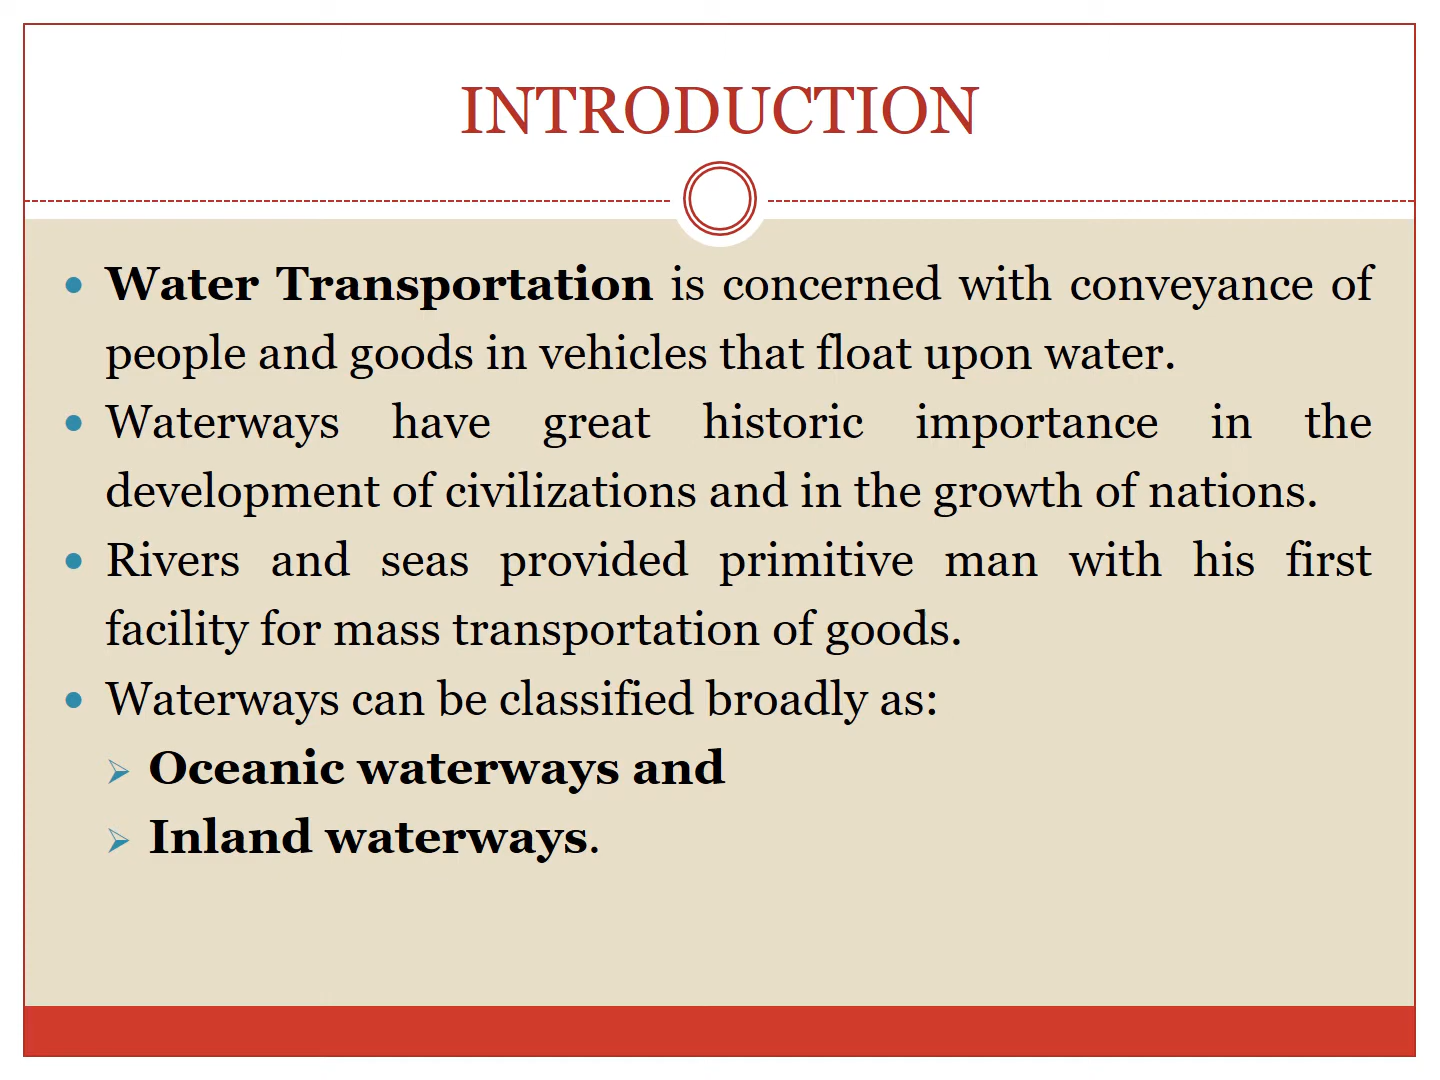 INTRODUCTION
• Water Transportation is concerned with conveyance of
people and goods in vehicles that float upon water.
• Waterways have great historic importance in the
development of civilizations and in the growth of nations.
• Rivers and seas provided primitive man with his first
facility for mass transportation of goods.
• Waterways can be classified broadly as:
➢ Oceanic waterways and
➢ Inland waterways.